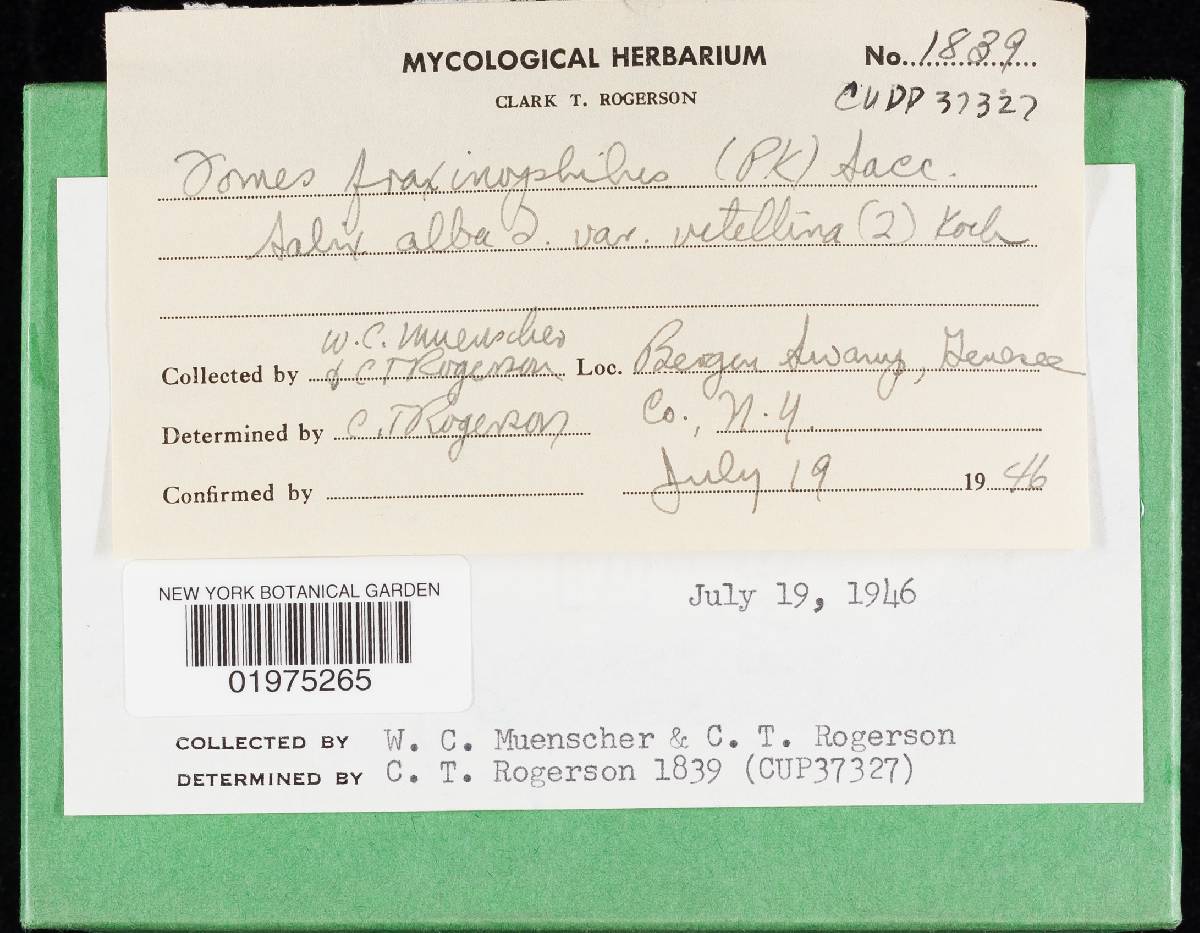 MYCOLOGICAL HERBARIUM No. 1839
CLARK T. ROGERSON CUPP 37327
Fomes fraxinophilus (PK) Sacc.
Salix alba L. var. vitellina (L) Koch
W. C. Muenscher
Collected by & C T Rogerson Loc. Bergen Swamp, Genesee
Determined by C. T Rogerson Co., N. Y.
Confirmed by July 19 1946
NEW YORK BOTANICAL GARDEN
01975265
July 19, 1946
COLLECTED BY W. C. Muenscher & C. T. Rogerson
DETERMINED BY C. T. Rogerson 1839 (CUP37327)